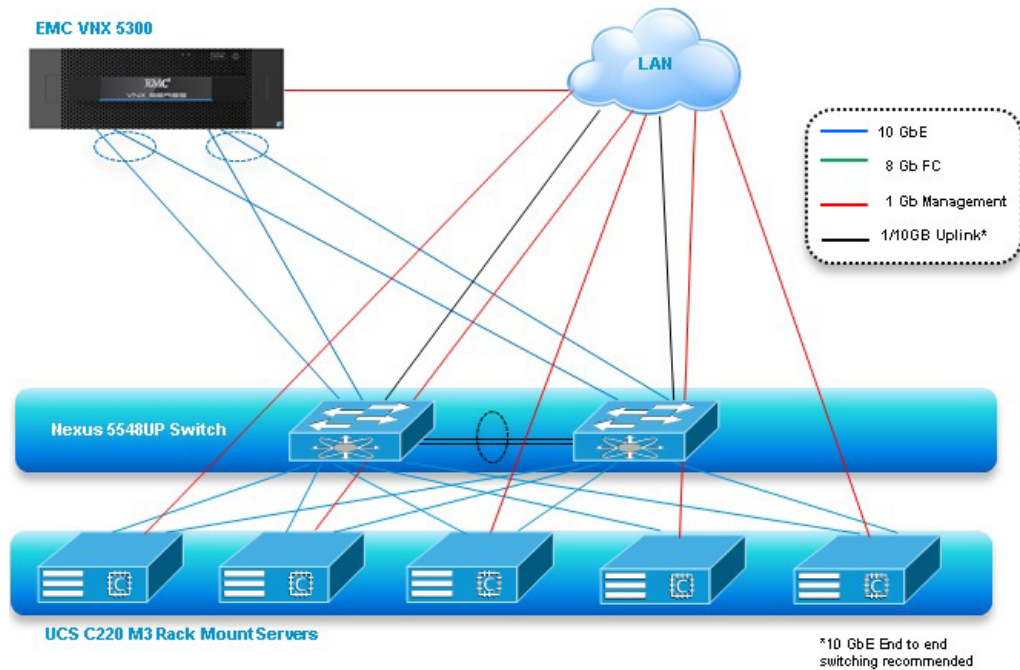 EMC VNX 5300
EMC²
VNX SERIES
LAN
10 GbE
8 Gb FC
1 Gb Management
1/10GB Uplink*
Nexus 5548UP Switch
C
C
C
C
C
UCS C220 M3 Rack Mount Servers
*10 GbE End to end
switching recommended